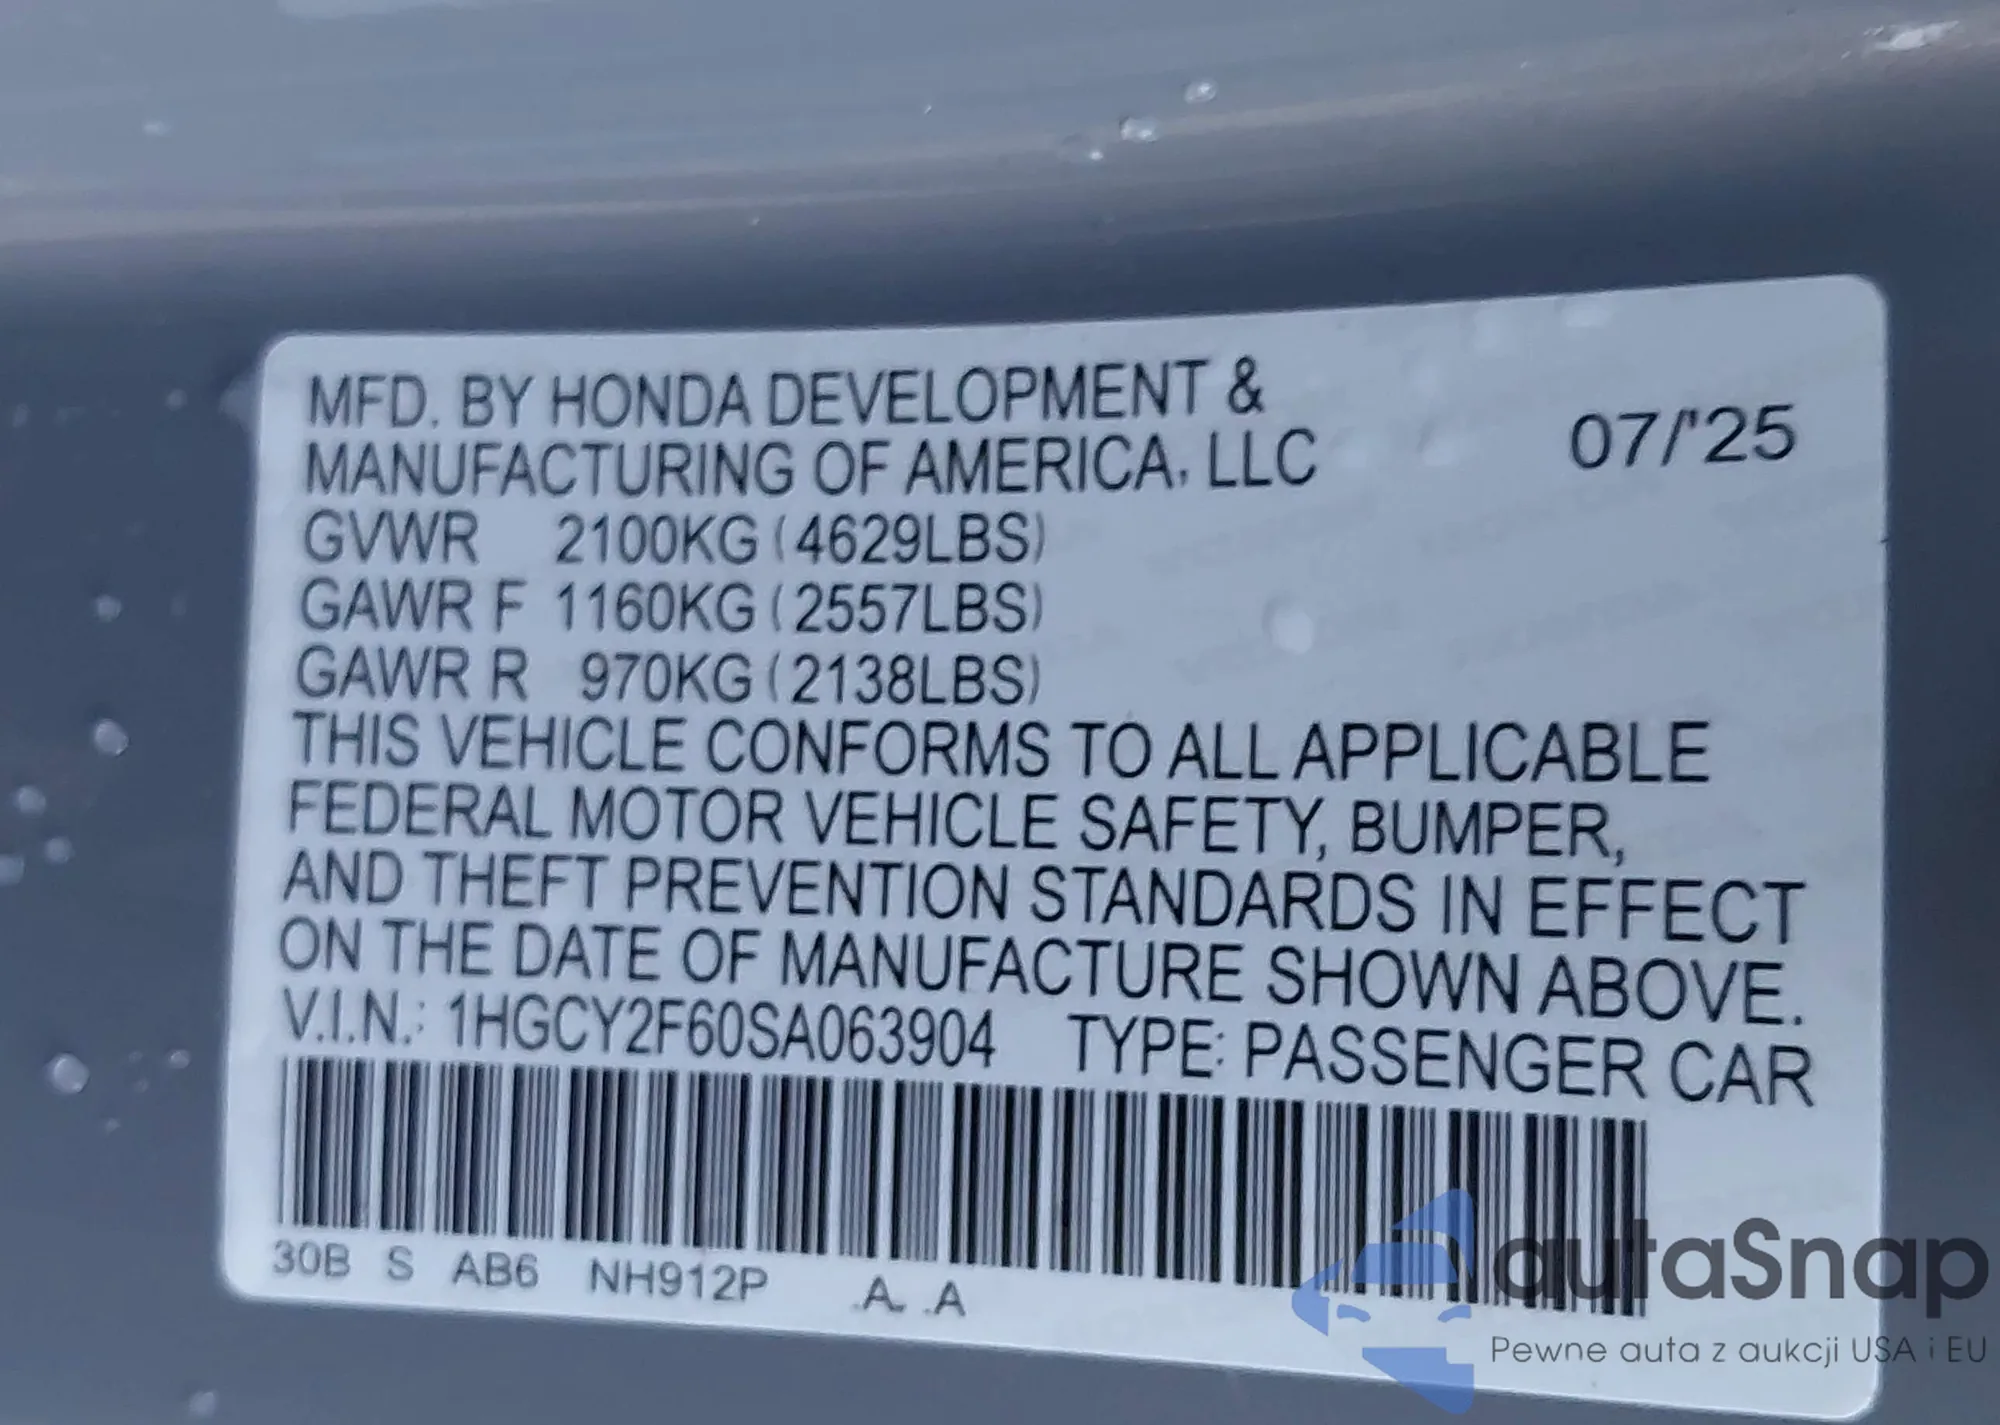 MFD. BY HONDA DEVELOPMENT &
MANUFACTURING OF AMERICA, LLC
07/'25
GVWR 2100KG (4629LBS)
GAWR F 1160KG (2557LBS)
GAWR R 970KG (2138LBS)
THIS VEHICLE CONFORMS TO ALL APPLICABLE
FEDERAL MOTOR VEHICLE SAFETY, BUMPER,
AND THEFT PREVENTION STANDARDS IN EFFECT
ON THE DATE OF MANUFACTURE SHOWN ABOVE.
V.I.N.: 1HGCY2F60SA063904 TYPE: PASSENGER CAR
30B S AB6 NH912P .A. .A
autaSnap
Pewne auta z aukcji USA i EU